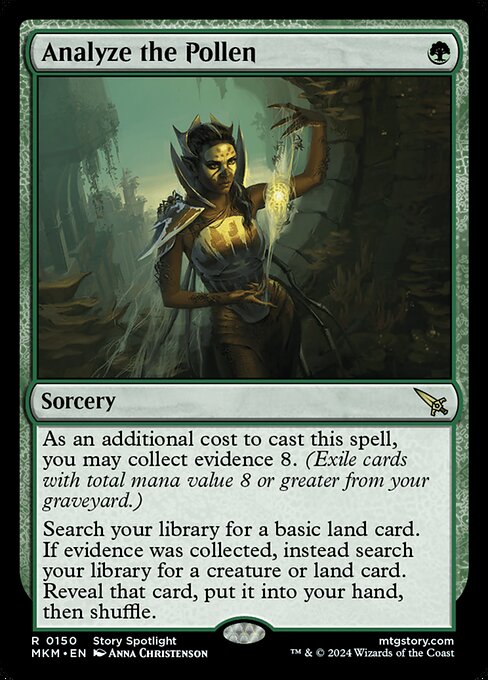 Analyze the Pollen
Sorcery
As an additional cost to cast this spell,
you may collect evidence 8. (Exile cards
with total mana value 8 or greater from your
graveyard.)
Search your library for a basic land card.
If evidence was collected, instead search
your library for a creature or land card.
Reveal that card, put it into your hand,
then shuffle.
R 0150 Story Spotlight mtgstory.com
MKM • EN Anna Christenson ™ & © 2024 Wizards of the Coast